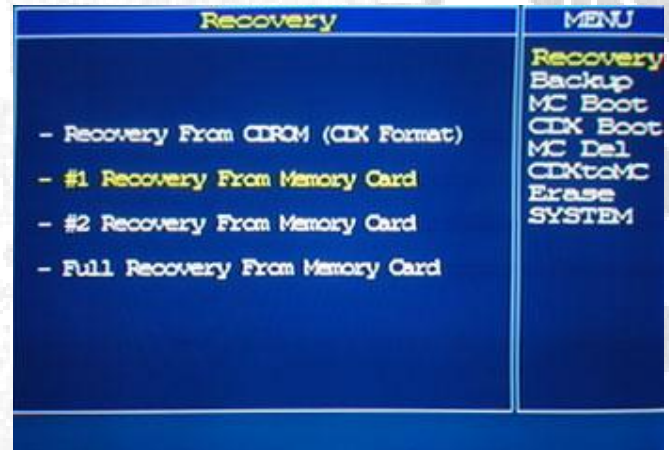 Recovery
- Recovery From CDROM (CDX Format)
- #1 Recovery From Memory Card
- #2 Recovery From Memory Card
- Full Recovery From Memory Card
MENU
Recovery
Backup
MC Boot
CDX Boot
MC Del
CDXtoMC
Erase
SYSTEM